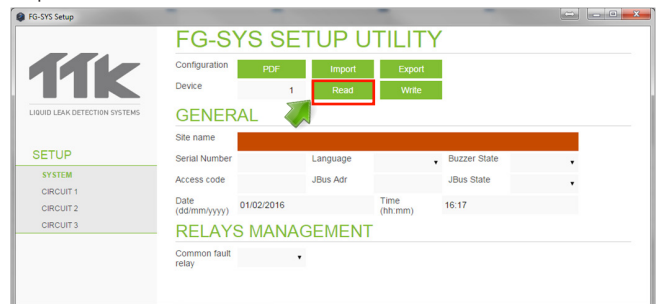 FG-SYS Setup
FG-SYS SETUP UTILITY
Configuration PDF Import Export
Device 1 Read Write
TTK
LIQUID LEAK DETECTION SYSTEMS
GENERAL
Site name
SETUP
Serial Number Language Buzzer State
SYSTEM
Access code JBus Adr JBus State
CIRCUIT 1
CIRCUIT 2
Date (dd/mm/yyyy) 01/02/2016 Time (hh:mm) 16:17
CIRCUIT 3
RELAYS MANAGEMENT
Common fault
relay